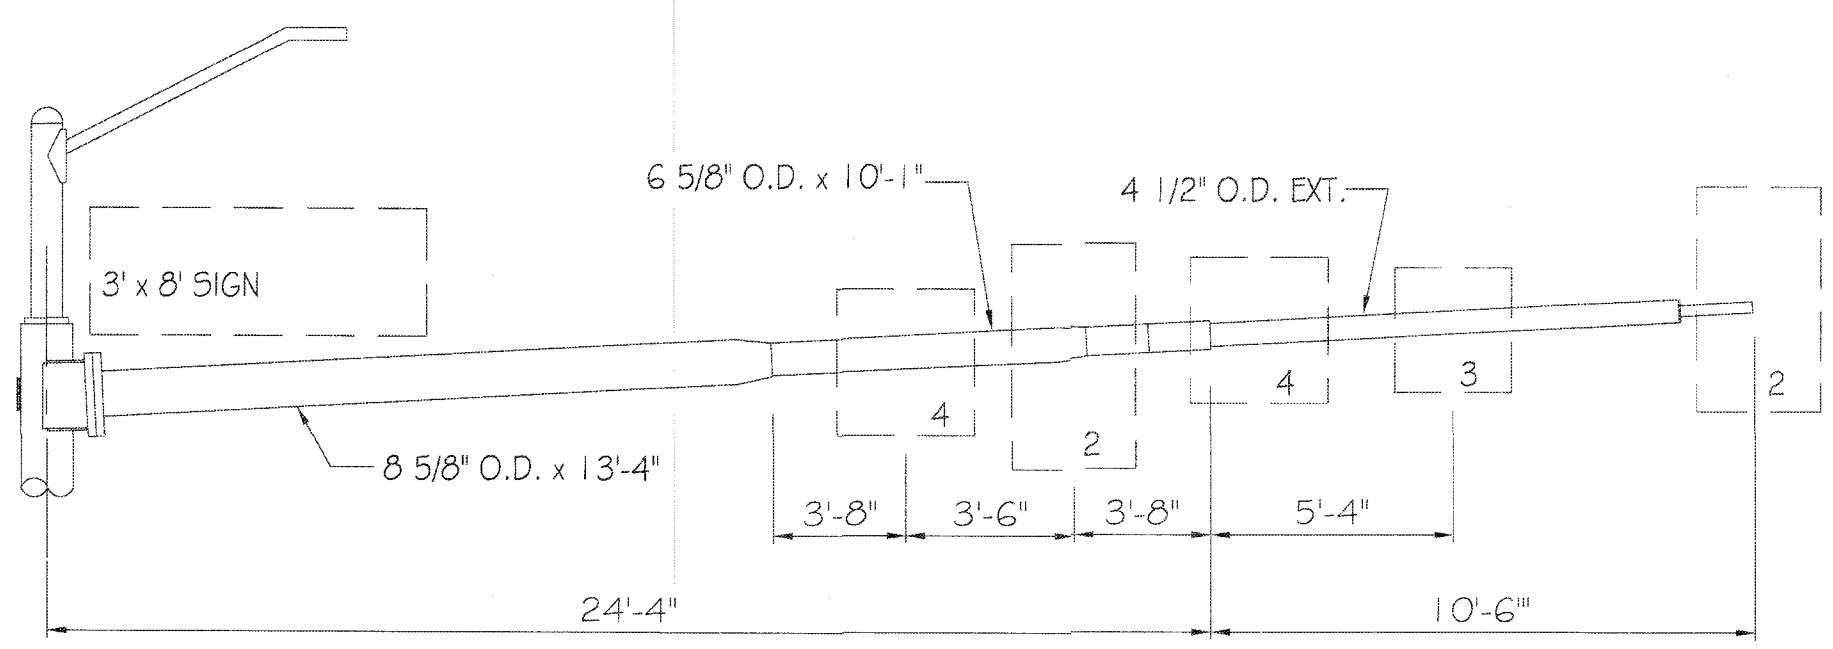 6 5/8" O.D. x 10'-1"
4 1/2" O.D. EXT.
3' x 8' SIGN
4
2
4
3
2
8 5/8" O.D. x 13'-4"
3'-8"
3'-6"
3'-8"
5'-4"
24'-4"
10'-6'"